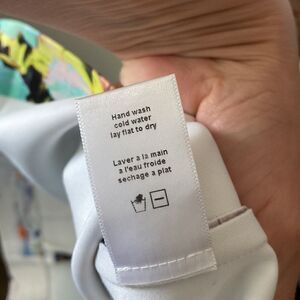 Hand wash
cold water
lay flat to dry
Laver a la main
a l'eau froide
sechage a plat